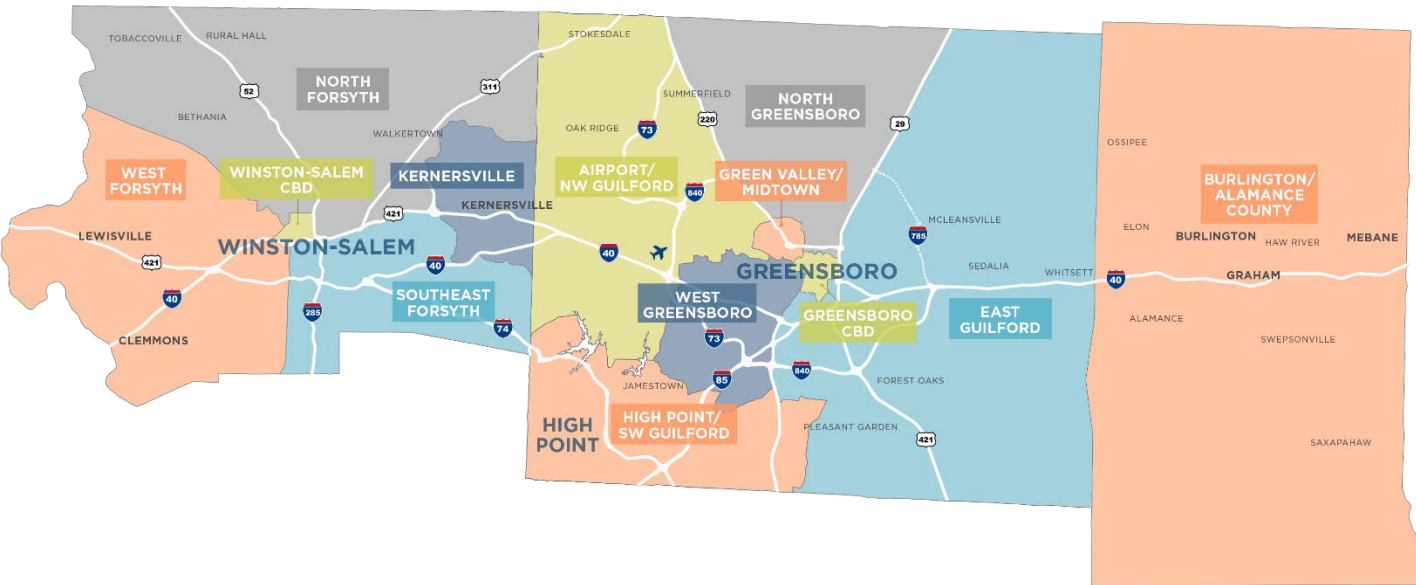 TOBACCOVILLE
RURAL HALL
STOKESDALE
52
NORTH
FORSYTH
311
SUMMERFIELD
NORTH
GREENSBORO
BETHANIA
WALKERTOWN
OAK RIDGE
73
220
29
OSSIPEE
WEST
FORSYTH
WINSTON-SALEM
CBD
KERNERSVILLE
AIRPORT/
NW GUILFORD
GREEN VALLEY/
MIDTOWN
BURLINGTON/
ALAMANCE
COUNTY
840
KERNERSVILLE
421
MCLEANSVILLE
ELON
BURLINGTON
HAW RIVER
MEBANE
LEWISVILLE
WINSTON-SALEM
785
421
40
40
GREENSBORO
SEDALIA
WHITSETT
40
GRAHAM
40
285
SOUTHEAST
FORSYTH
74
WEST
GREENSBORO
GREENSBORO
CBD
EAST
GUILFORD
ALAMANCE
CLEMMONS
73
SWEPSONVILLE
JAMESTOWN
85
840
FOREST OAKS
HIGH
POINT
HIGH POINT/
SW GUILFORD
PLEASANT GARDEN
421
SAXAPAHAW